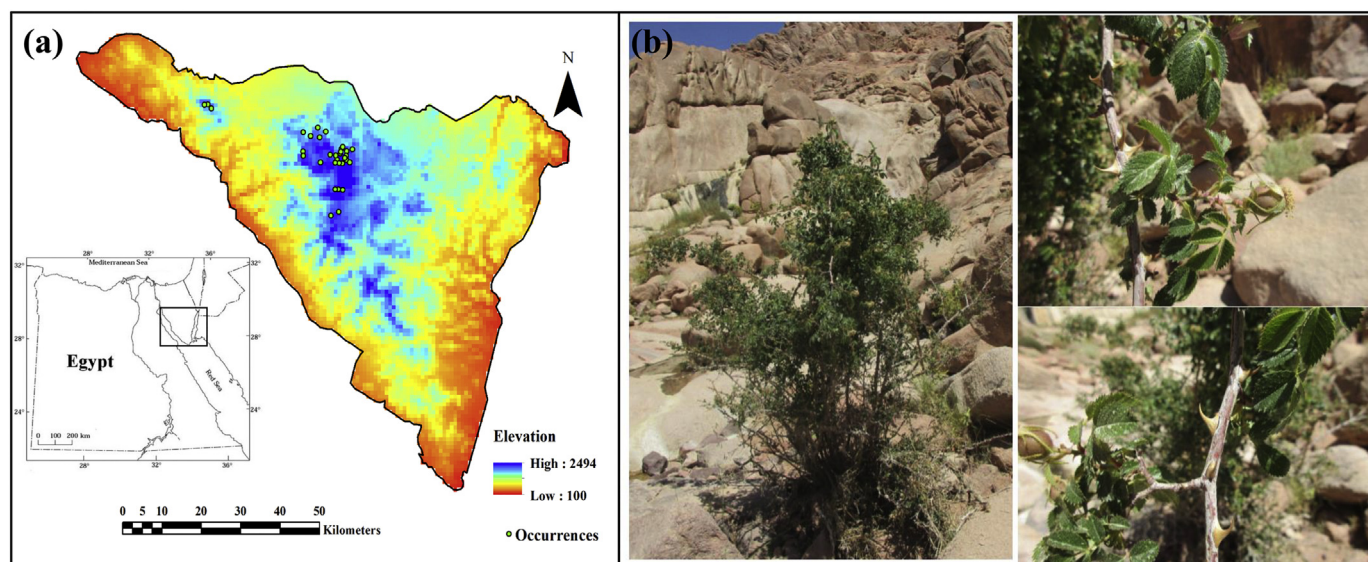 (a)
N
28° 32° 36°
Mediterranean Sea
32° 32°
28° 28°
Egypt
Red Sea
24° 24°
0 100 200 km
28° 32° 36°
Elevation
High : 2494
Low : 100
0 5 10 20 30 40 50
Kilometers
Occurrences
(b)